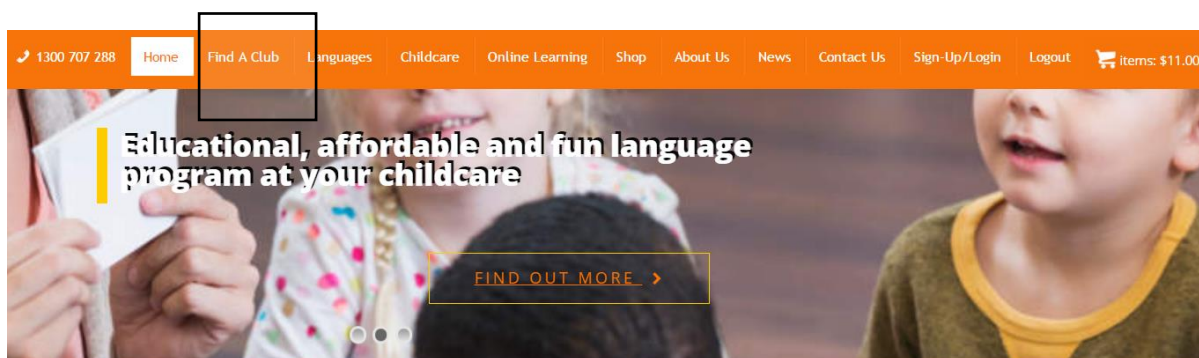 1300 707 288 Home Find A Club Languages Childcare Online Learning Shop About Us News Contact Us Sign-Up/Login Logout items: $11.00
Educational, affordable and fun language
program at your childcare
FIND OUT MORE